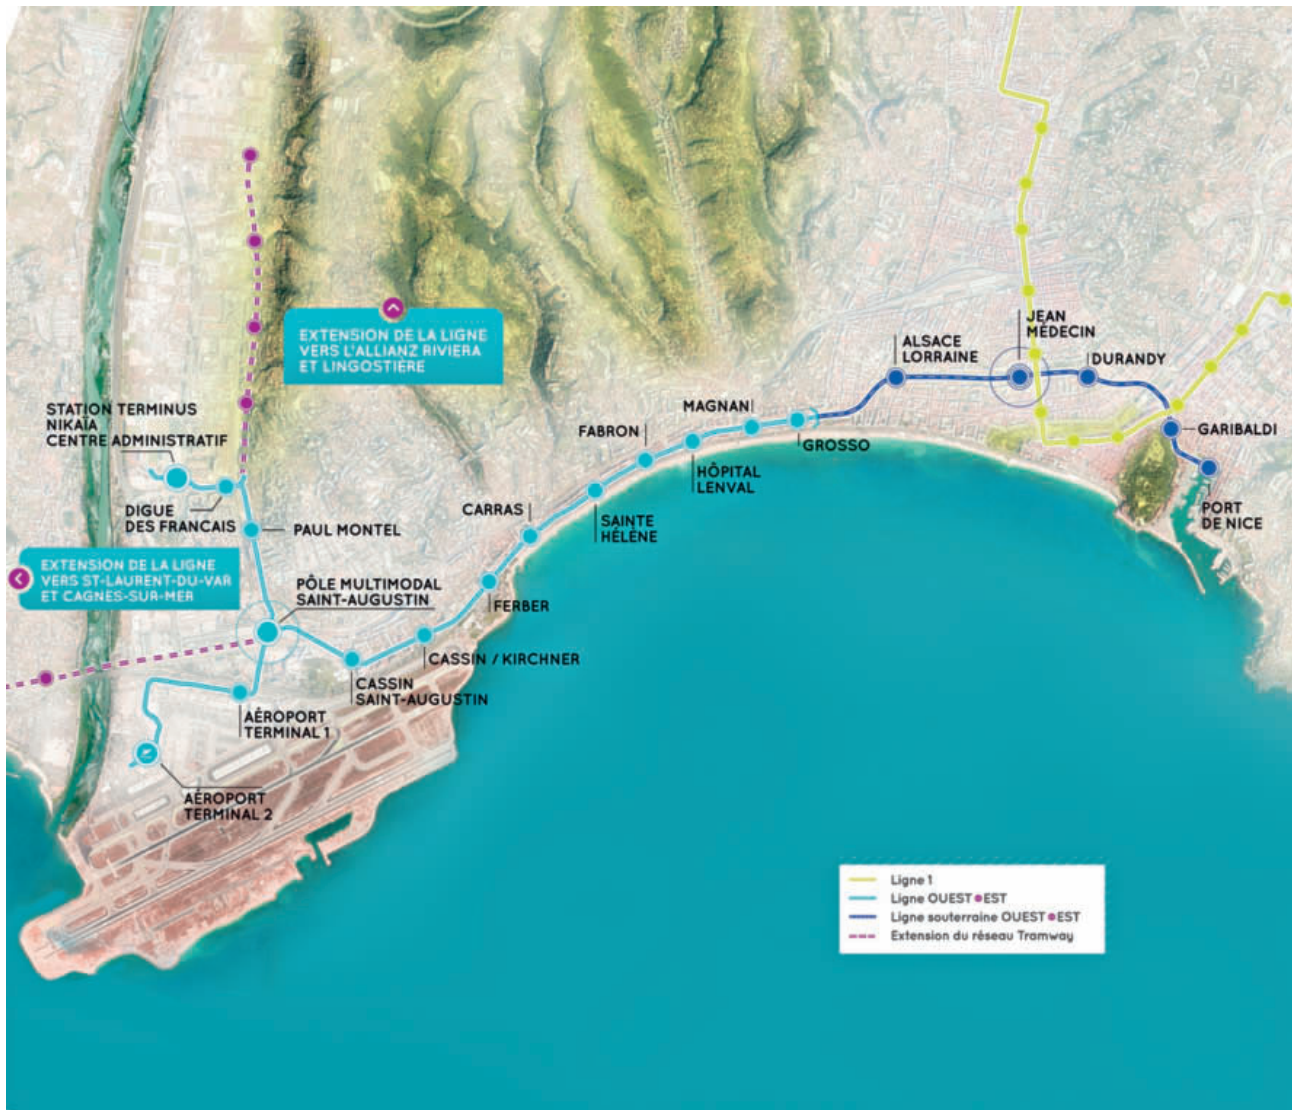 EXTENSION DE LA LIGNE
VERS L'ALLIANZ RIVIERA
ET LINGOSTIÈRE
JEAN
MÉDECIN
ALSACE
LORRAINE
DURANDY
STATION TERMINUS
NIKAÏA
CENTRE ADMINISTRATIF
MAGNAN
FABRON
GROSSO
GARIBALDI
HÔPITAL
LENVAL
DIGUE
DES FRANCAIS
PAUL MONTEL
CARRAS
SAINTE
HÉLÈNE
PORT
DE NICE
EXTENSION DE LA LIGNE
VERS ST-LAURENT-DU-VAR
ET CAGNES-SUR-MER
PÔLE MULTIMODAL
SAINT-AUGUSTIN
FERBER
CASSIN / KIRCHNER
CASSIN
SAINT-AUGUSTIN
AÉROPORT
TERMINAL 1
AÉROPORT
TERMINAL 2
Ligne 1
Ligne OUEST•EST
Ligne souterraine OUEST•EST
Extension du réseau Tramway